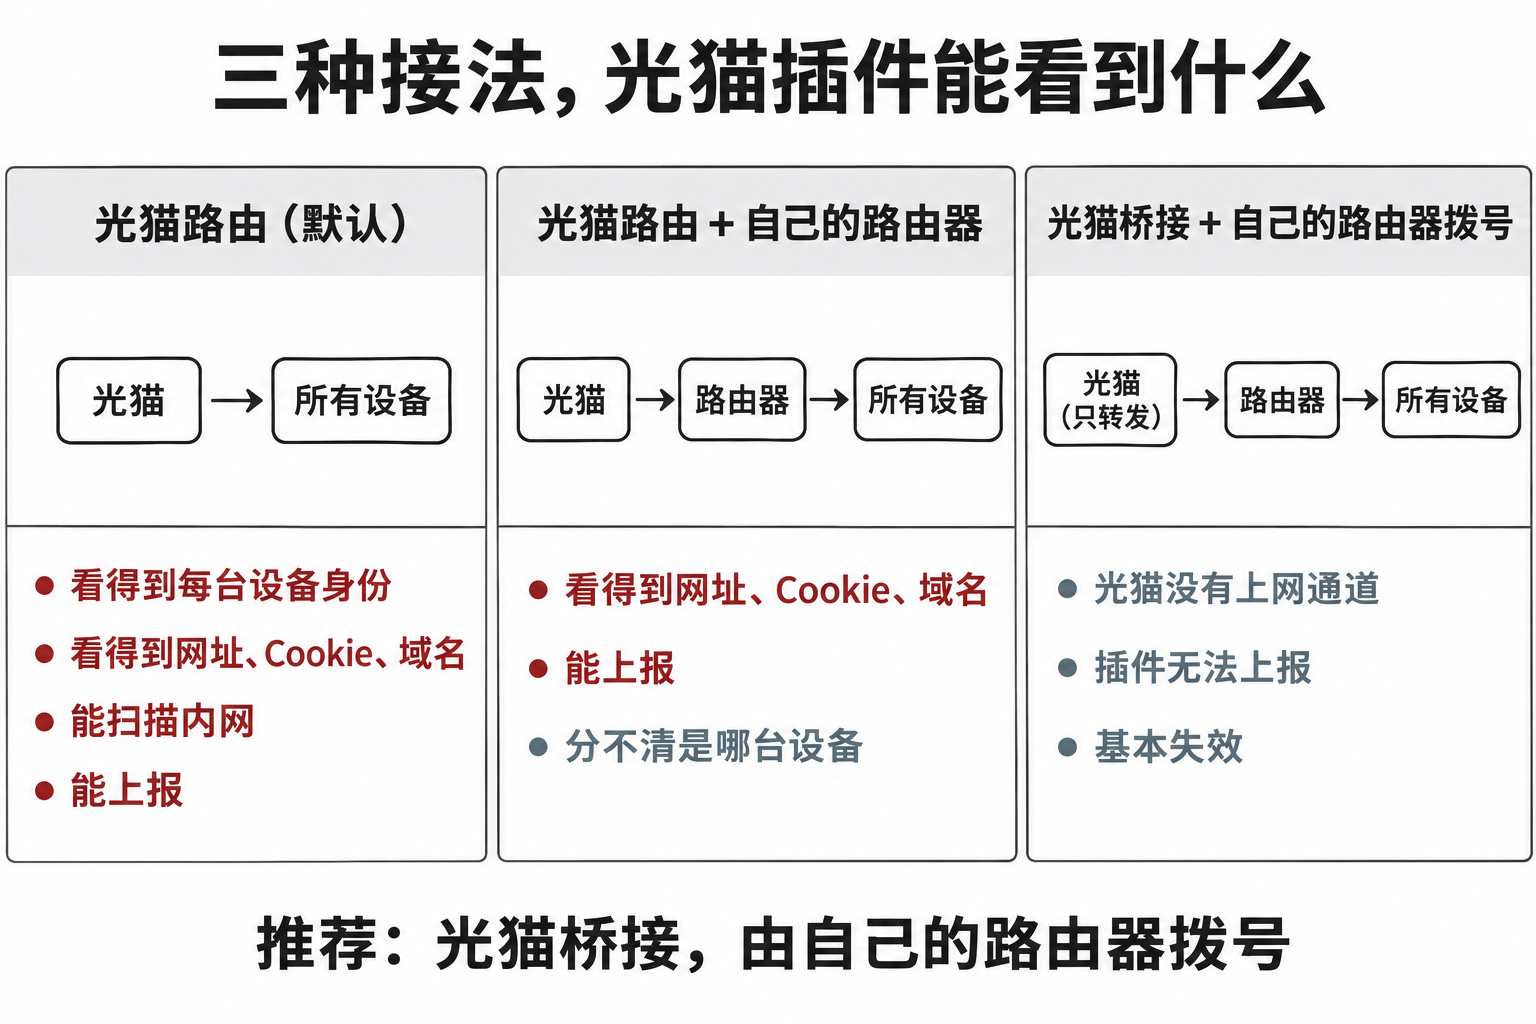 三种接法，光猫插件能看到什么
光猫路由（默认）
光猫
所有设备
看得到每台设备身份
看得到网址、Cookie、域名
能扫描内网
能上报
光猫路由 + 自己的路由器
光猫
路由器
所有设备
看得到网址、Cookie、域名
能上报
分不清是哪台设备
光猫桥接 + 自己的路由器拨号
光猫
（只转发）
路由器
所有设备
光猫没有上网通道
插件无法上报
基本失效
推荐：光猫桥接，由自己的路由器拨号